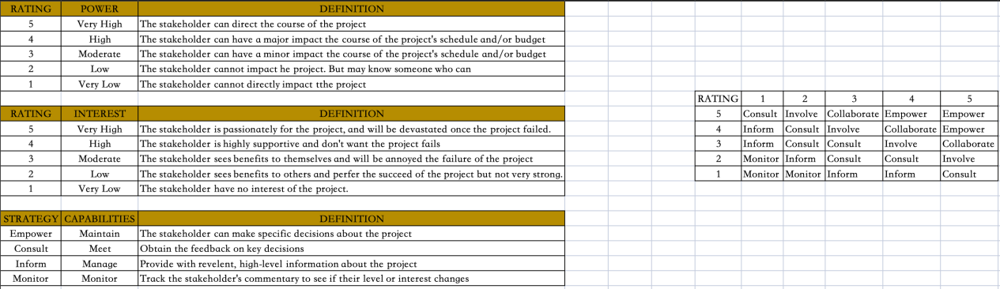 RATING POWER DEFINITION
5 Very High The stakeholder can direct the course of the project
4 High The stakeholder can have a major impact the course of the project's schedule and/or budget
3 Moderate The stakeholder can have a minor impact the course of the project's schedule and/or budget
2 Low The stakeholder cannot impact he project. But may know someone who can
1 Very Low The stakeholder cannot directly impact tthe project
RATING INTEREST DEFINITION
5 Very High The stakeholder is passionately for the project, and will be devastated once the project failed.
4 High The stakeholder is highly supportive and don't want the project fails
3 Moderate The stakeholder sees benefits to themselves and will be annoyed the failure of the project
2 Low The stakeholder sees benefits to others and perfer the succeed of the project but not very strong.
1 Very Low The stakeholder have no interest of the project.
STRATEGY CAPABILITIES DEFINITION
Empower Maintain The stakeholder can make specific decisions about the project
Consult Meet Obtain the feedback on key decisions
Inform Manage Provide with revelent, high-level information about the project
Monitor Monitor Track the stakeholder's commentary to see if their level or interest changes
RATING 1 2 3 4 5
5 Consult Involve Collaborate Empower Empower
4 Inform Consult Involve Collaborate Empower
3 Inform Consult Consult Involve Collaborate
2 Monitor Inform Consult Consult Involve
1 Monitor Monitor Inform Inform Consult